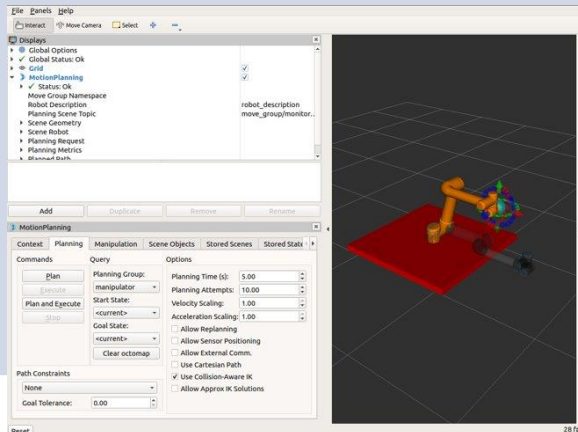 File Panels Help
Interact Move Camera Select
Displays
Global Options
Global Status: Ok
Grid
MotionPlanning
Status: Ok
Move Group Namespace
Robot Description robot_description
Planning Scene Topic move_group/monitor...
Scene Geometry
Scene Robot
Planning Request
Planning Metrics
Planned Path
Add Duplicate Remove Rename
MotionPlanning
Context Planning Manipulation Scene Objects Stored Scenes Stored State
Commands Query Options
Plan
Execute
Plan and Execute
Stop
Planning Group:
manipulator
Start State:
<current>
Goal State:
<current>
Clear octomap
Planning Time (s): 5.00
Planning Attempts: 10.00
Velocity Scaling: 1.00
Acceleration Scaling: 1.00
Allow Replanning
Allow Sensor Positioning
Allow External Comm.
Use Cartesian Path
Use Collision-Aware IK
Allow Approx IK Solutions
Path Constraints
None
Goal Tolerance: 0.00
Reset
28 fp